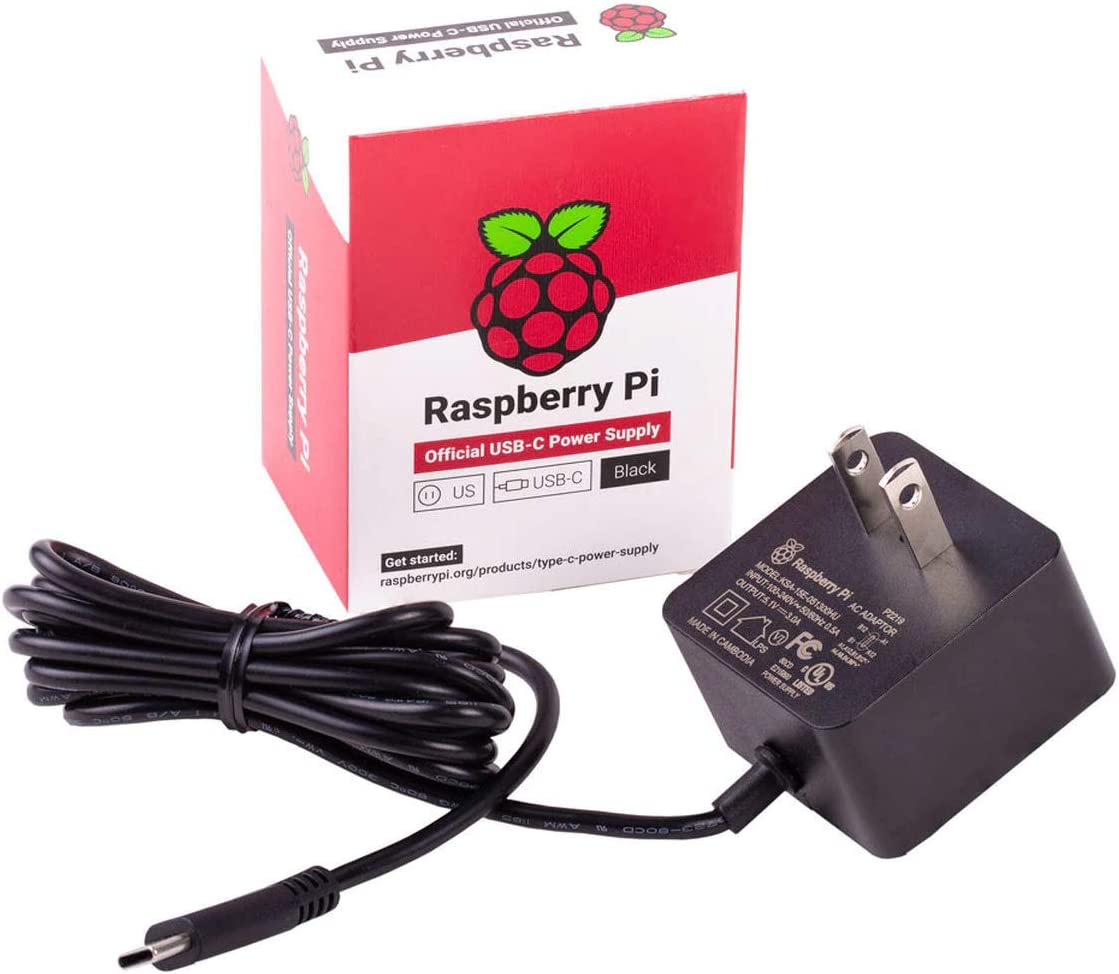 Raspberry Pi
Official USB-C Power Supply
Raspberry Pi
Official USB-C Power Supply
Raspberry Pi
Official USB-C Power Supply
US
USB-C
Black
Get started:
raspberrypi.org/products/type-c-power-supply
Raspberry Pi
P2219
AC ADAPTOR
MODEL:KSA-15E-051300HU
INPUT:100-240V~50/60Hz 0.5A
OUTPUT:5.1V⎓3.0A
LPS
VI
FC
UL
LISTED
MADE IN CAMBODIA
POWER SUPPLY
AWM